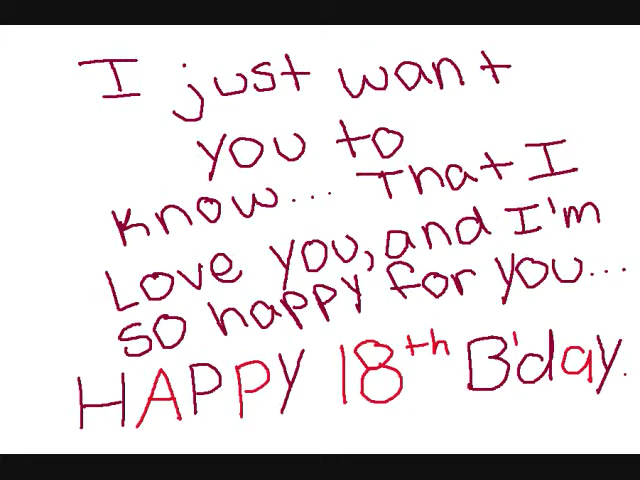 I just want
you to
know... That I
Love you, and I'm
so happy for you...
HAPPY 18th B'day.